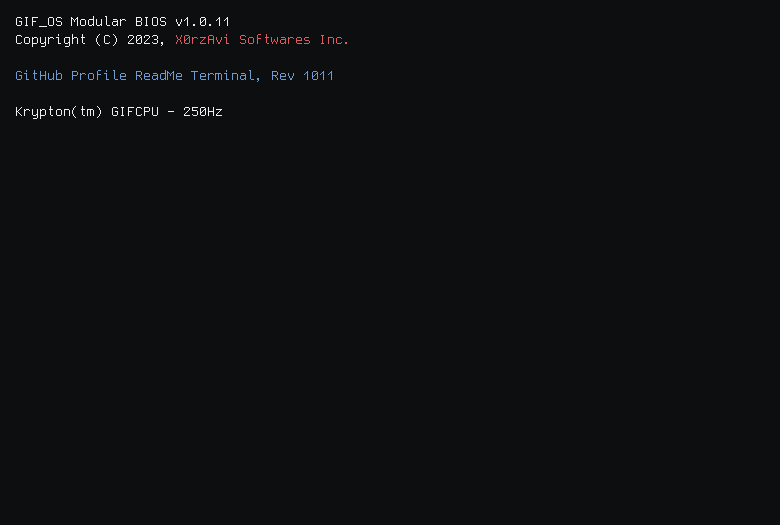 GIF_OS Modular BIOS v1.0.11
Copyright (C) 2023, X0rzAvi Softwares Inc.
GitHub Profile ReadMe Terminal, Rev 1011
Krypton(tm) GIFCPU - 250Hz